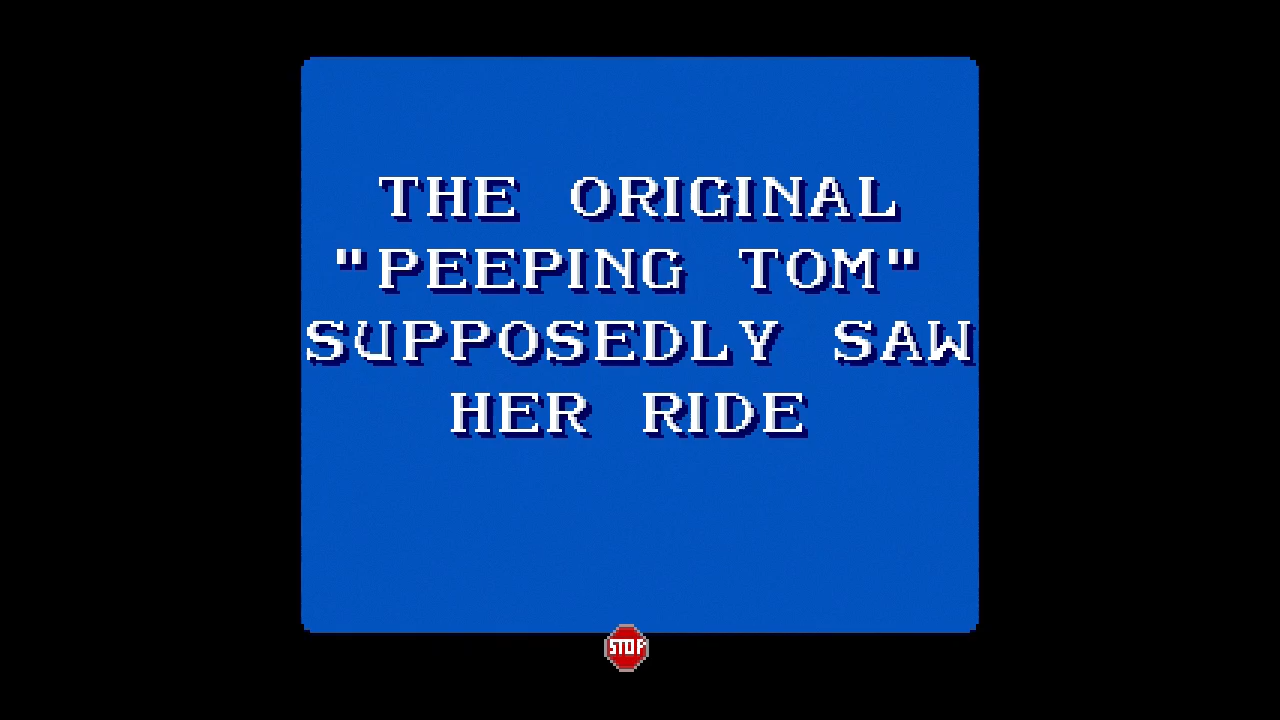 THE ORIGINAL
"PEEPING TOM"
SUPPOSEDLY SAW
HER RIDE
STOP